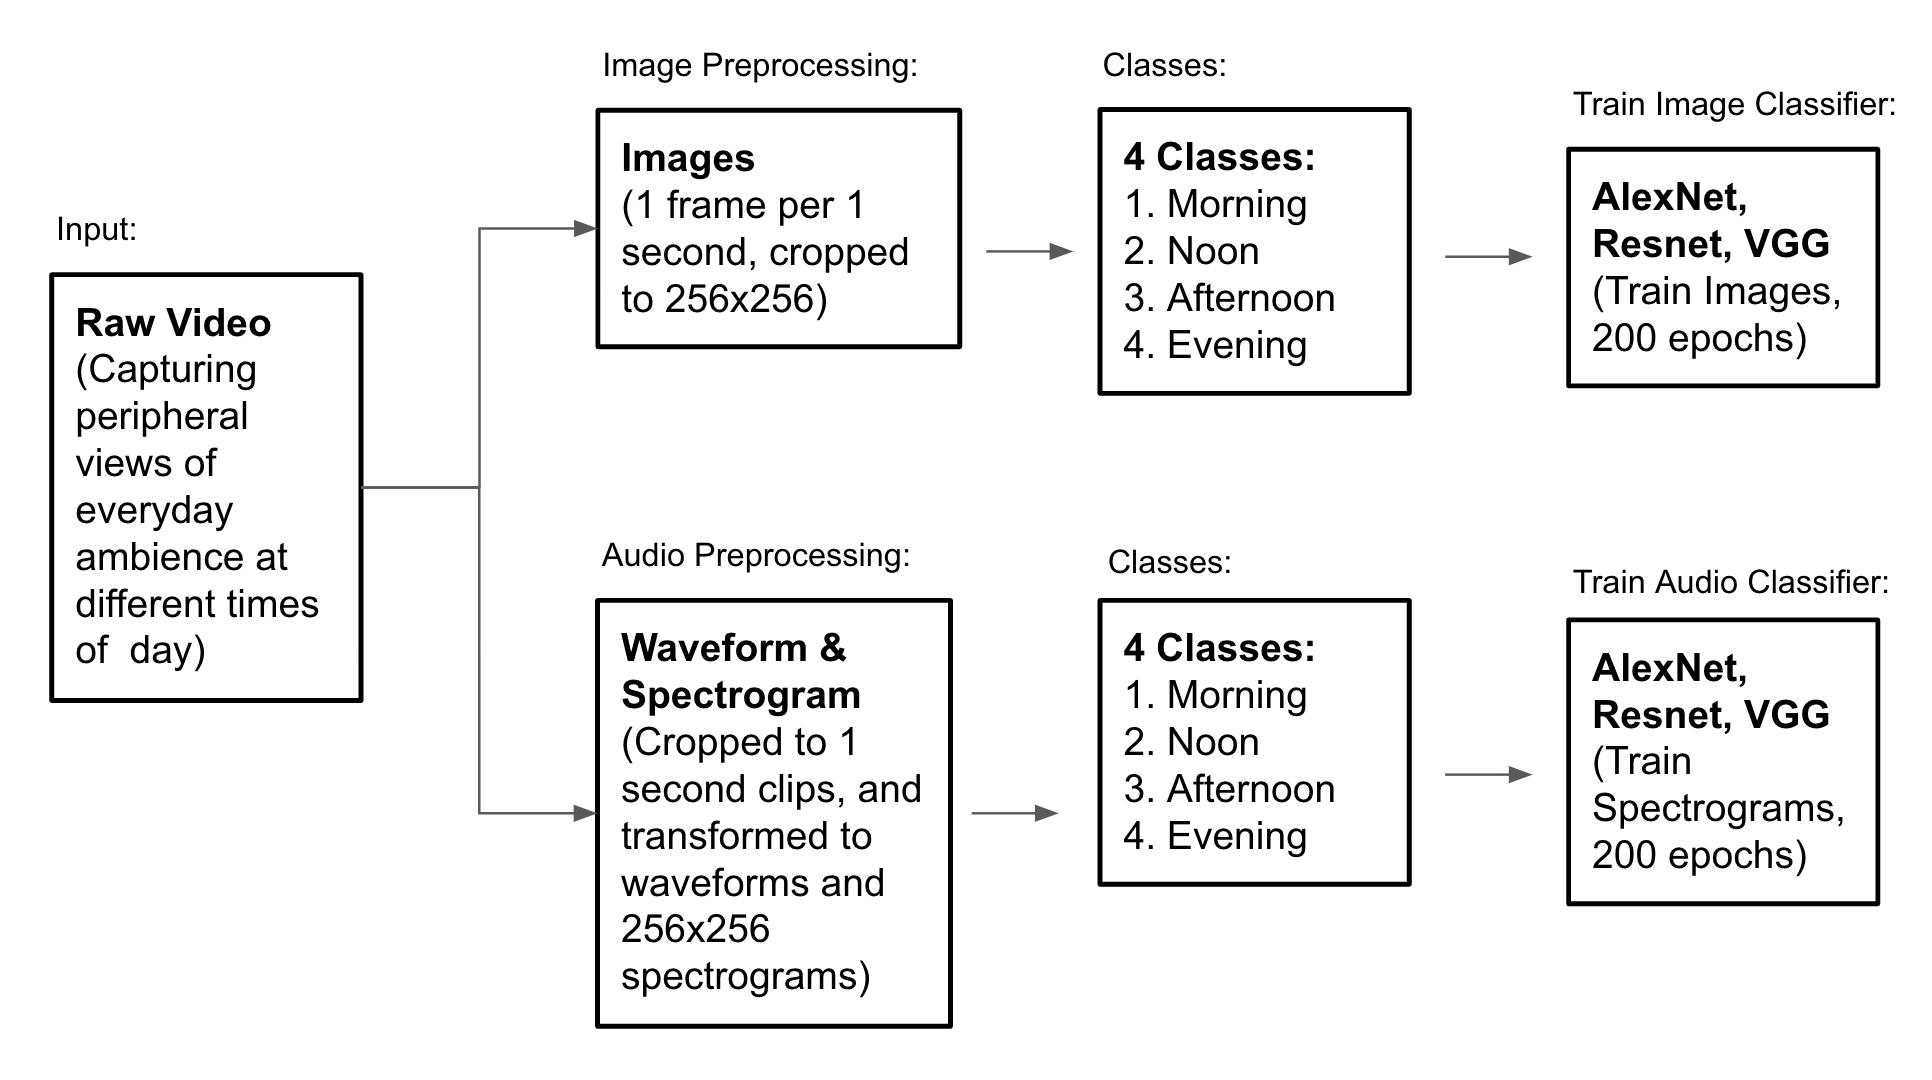 Input:
Raw Video
(Capturing
peripheral
views of
everyday
ambience at
different times
of  day)
Image Preprocessing:
Images
(1 frame per 1
second, cropped
to 256x256)
Classes:
4 Classes:
1. Morning
2. Noon
3. Afternoon
4. Evening
Train Image Classifier:
AlexNet,
Resnet, VGG
(Train Images,
200 epochs)
Audio Preprocessing:
Waveform &
Spectrogram
(Cropped to 1
second clips, and
transformed to
waveforms and
256x256
spectrograms)
Classes:
4 Classes:
1. Morning
2. Noon
3. Afternoon
4. Evening
Train Audio Classifier:
AlexNet,
Resnet, VGG
(Train
Spectrograms,
200 epochs)